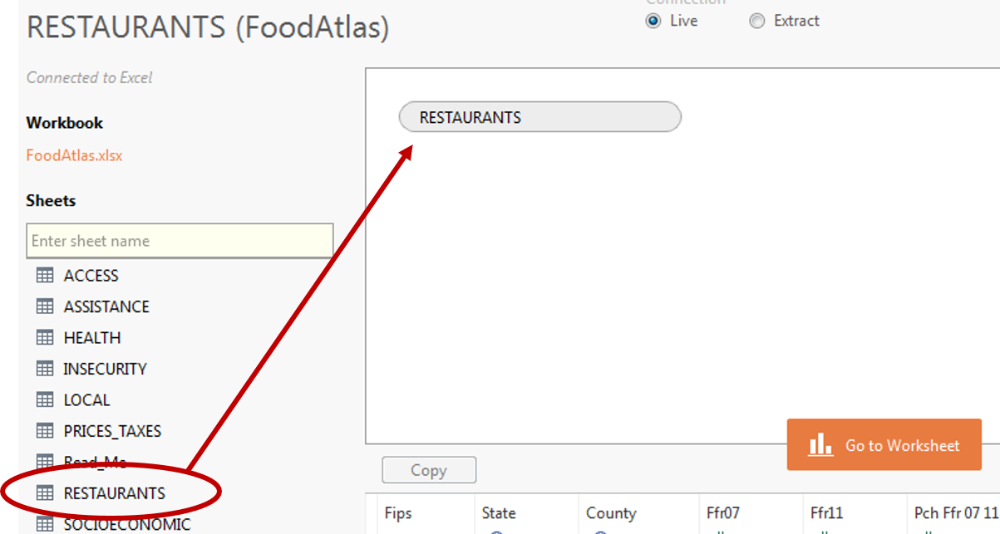 RESTAURANTS (FoodAtlas)
Connection
Live
Extract
Connected to Excel
Workbook
FoodAtlas.xlsx
Sheets
Enter sheet name
ACCESS
ASSISTANCE
HEALTH
INSECURITY
LOCAL
PRICES_TAXES
Read_Me
RESTAURANTS
SOCIOECONOMIC
RESTAURANTS
Go to Worksheet
Copy
Fips State County Ffr07 Ffr11 Pch Ffr 07 11